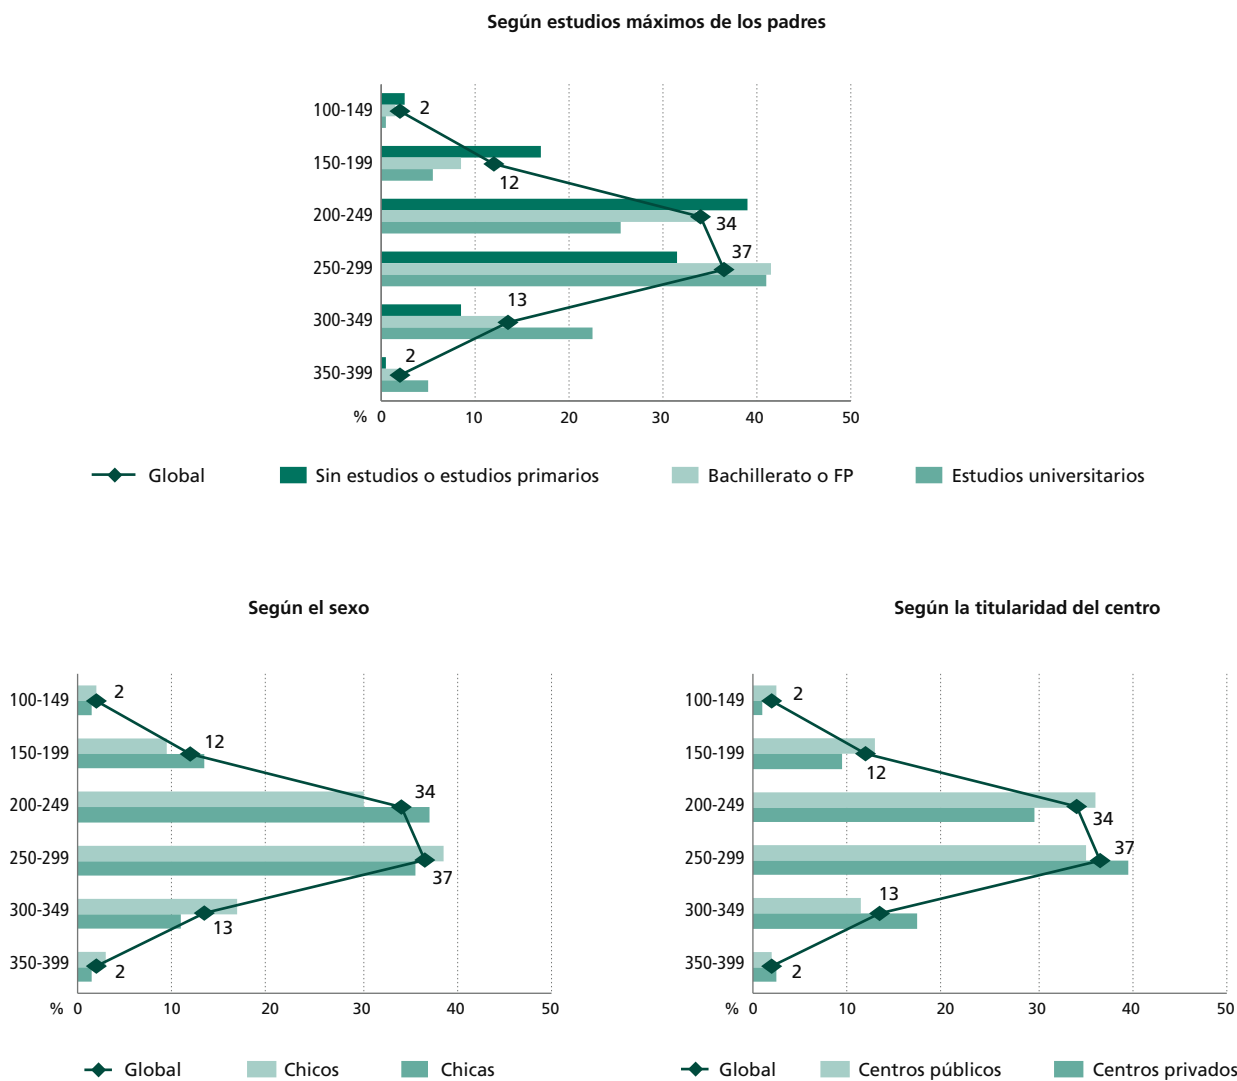 Según estudios máximos de los padres
100-149 2
150-199 12
200-249 34
250-299 37
300-349 13
350-399 2
% 0 10 20 30 40 50
Global Sin estudios o estudios primarios Bachillerato o FP Estudios universitarios
Según el sexo
100-149 2
150-199 12
200-249 34
250-299 37
300-349 13
350-399 2
% 0 10 20 30 40 50
Global Chicos Chicas
Según la titularidad del centro
100-149 2
150-199 12
200-249 34
250-299 37
300-349 13
350-399 2
% 0 10 20 30 40 50
Global Centros públicos Centros privados